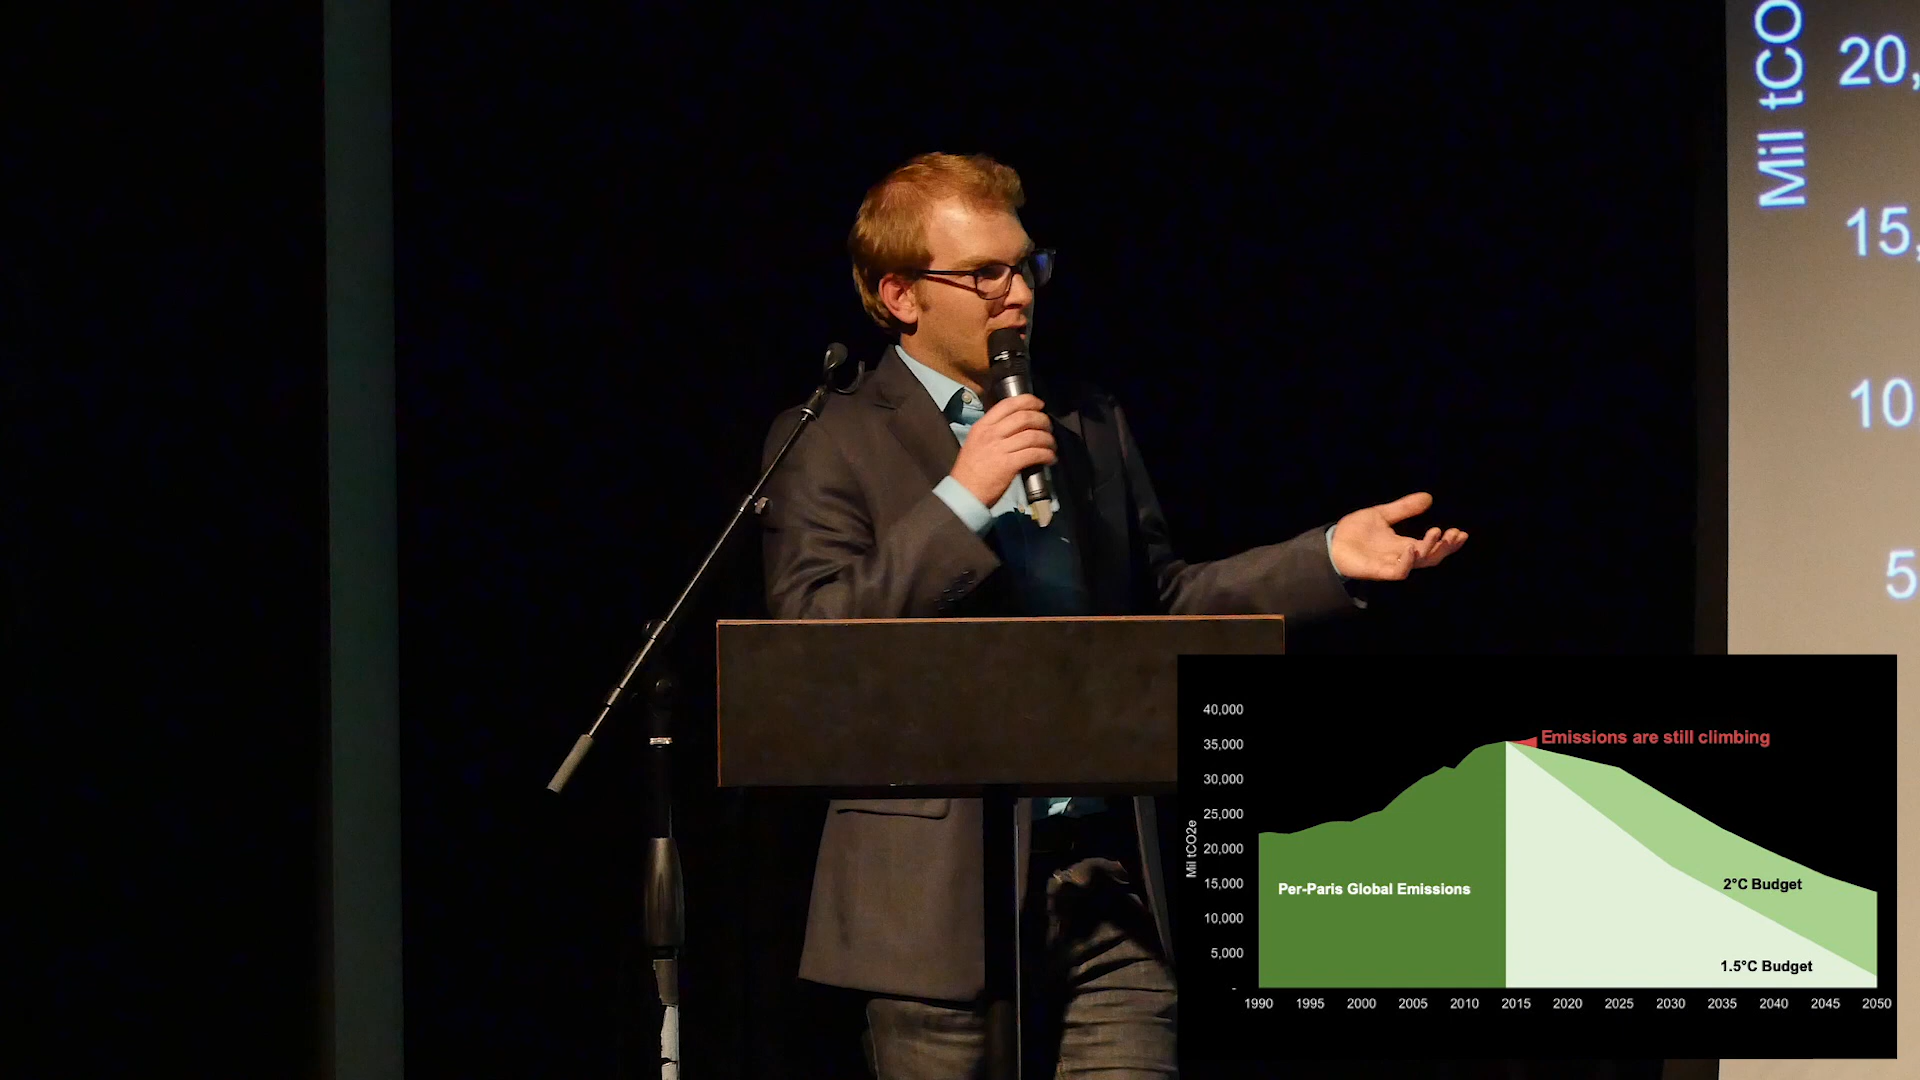 Mil tCO
20,
15,
10
5
40,000
35,000
30,000
25,000
20,000
15,000
10,000
5,000
-
Mil tCO2e
Emissions are still climbing
Per-Paris Global Emissions
2°C Budget
1.5°C Budget
1990 1995 2000 2005 2010 2015 2020 2025 2030 2035 2040 2045 2050